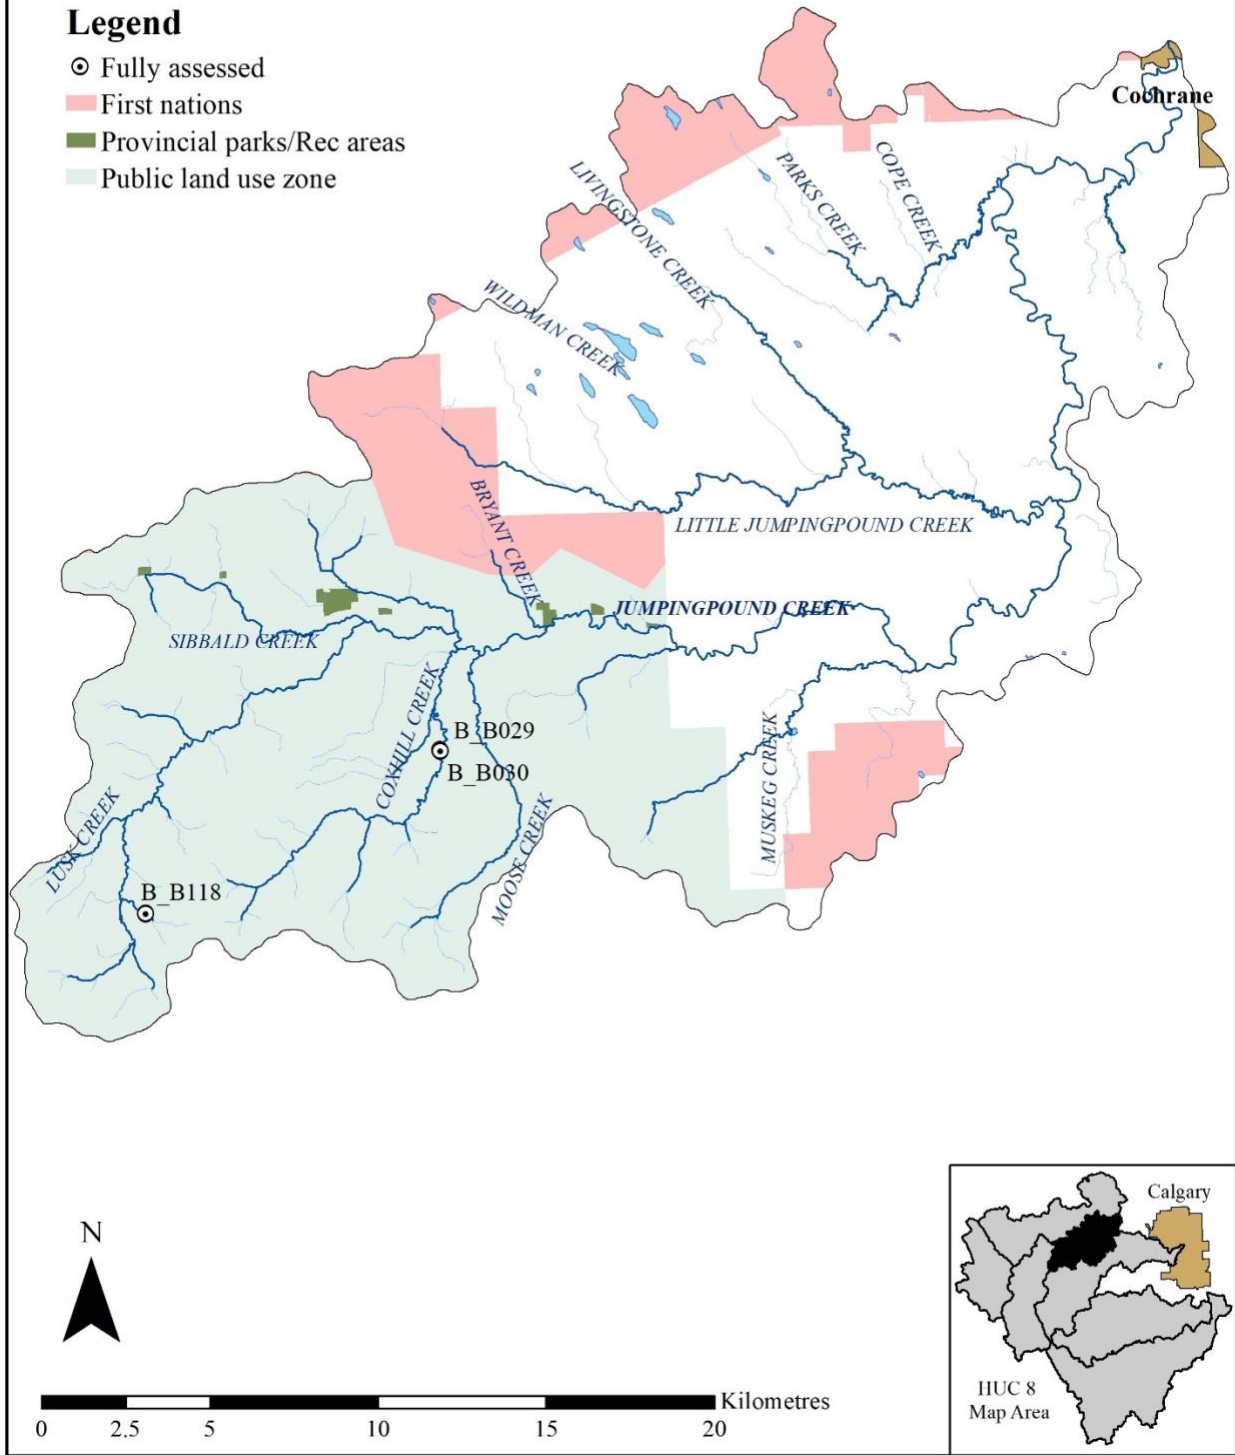 Legend
Fully assessed
First nations
Provincial parks/Rec areas
Public land use zone
Cochrane
COPE CREEK
PARKS CREEK
LIVINGSTONE CREEK
WILDMAN CREEK
BRYANT CREEK
LITTLE JUMPINGPOUND CREEK
JUMPINGPOUND CREEK
SIBBALD CREEK
COXHILL CREEK
B_B029
B_B030
MUSKEG CREEK
MOOSE CREEK
LUSK CREEK
B_B118
N
Calgary
HUC 8
Map Area
Kilometres
0 2.5 5 10 15 20